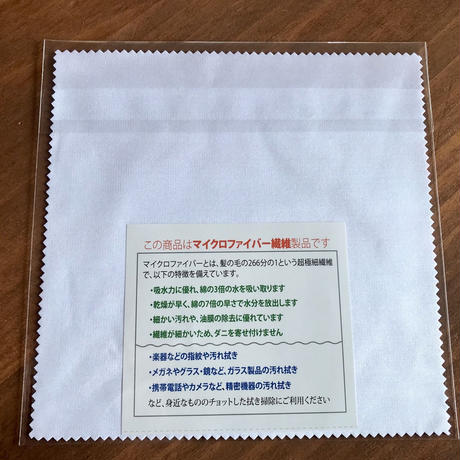 この商品はマイクロファイバー繊維製品です
マイクロファイバーとは、髪の毛の266分の1という超極細繊維
で、以下の特徴を備えています。
・吸水力に優れ、綿の3倍の水を吸い取ります
・乾燥が早く、綿の7倍の早さで水分を放出します
・細かい汚れや、油膜の除去に優れています
・繊維が細かいため、ダニを寄せ付けません
・楽器などの指紋や汚れ拭き
・メガネやグラス・鏡など、ガラス製品の汚れ拭き
・携帯電話やカメラなど、精密機器の汚れ拭き
など、身近なもののチョットした拭き掃除にご利用ください